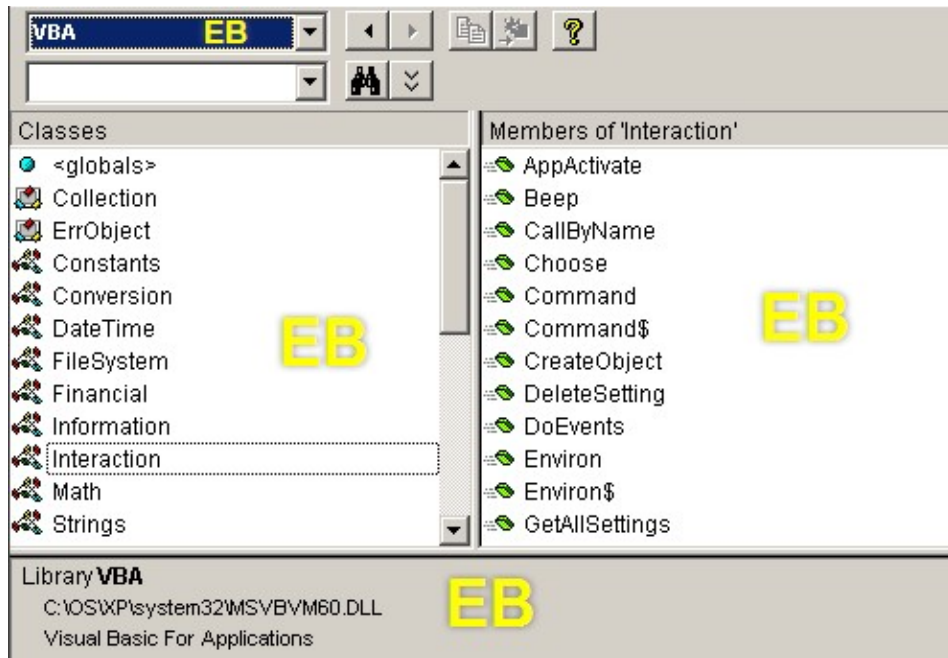 VBA EB
Classes
<globals>
Collection
ErrObject
Constants
Conversion
DateTime
FileSystem
Financial
Information
Interaction
Math
Strings
EB
Members of 'Interaction'
AppActivate
Beep
CallByName
Choose
Command
Command$
CreateObject
DeleteSetting
DoEvents
Environ
Environ$
GetAllSettings
EB
Library VBA
C:\OS\XP\system32\MSVBVM60.DLL
Visual Basic For Applications
EB